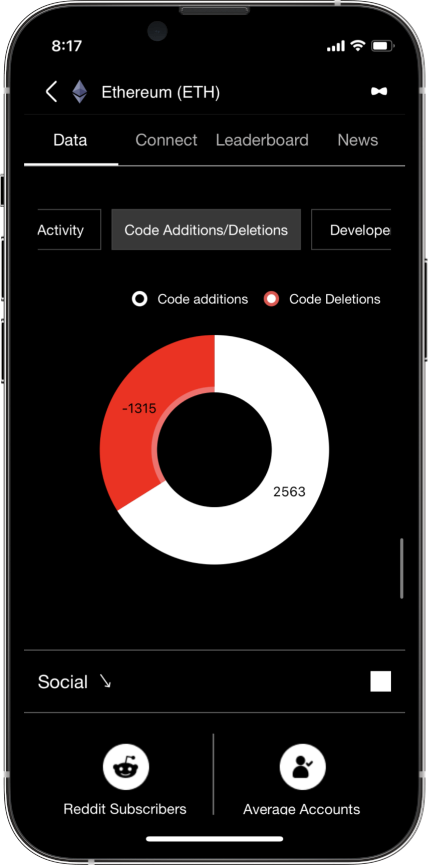 8:17
Ethereum (ETH)
Data Connect Leaderboard News
Activity Code Additions/Deletions Develope
Code additions Code Deletions
-1315
2563
Social
Reddit Subscribers Average Accounts